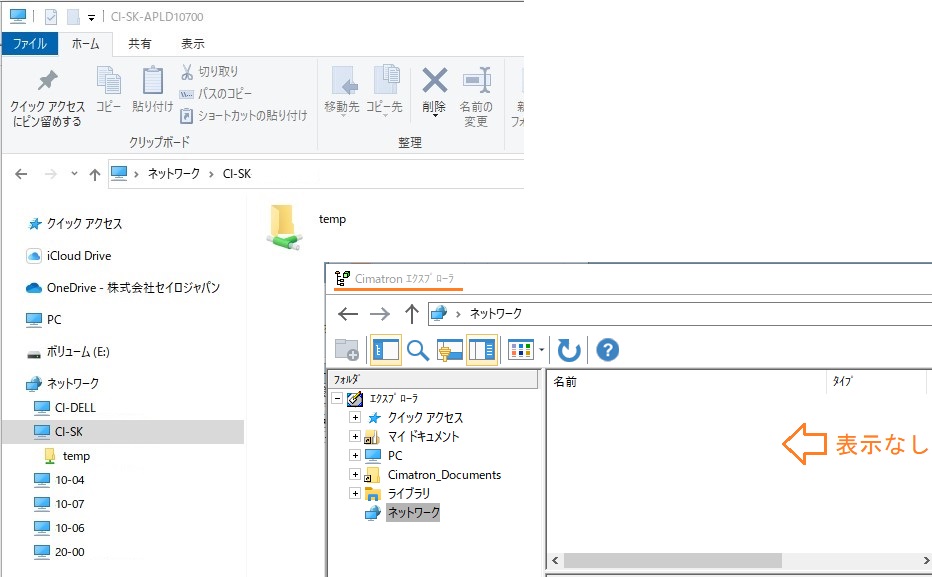 CI-SK-APLD10700
ファイル ホーム 共有 表示
クイック アクセス
にピン留めする
コピー
貼り付け
切り取り
パスのコピー
ショートカットの貼り付け
クリップボード
移動先
コピー先
削除
名前の
変更
整理
新
フォ
ネットワーク › CI-SK
クイック アクセス
iCloud Drive
OneDrive - 株式会社セイロジャパン
PC
ボリューム (E:)
ネットワーク
CI-DELL
CI-SK
temp
10-04
10-07
10-06
20-00
temp
Cimatron エクスプローラ
› ネットワーク
フォルダ
エクスプローラ
クイック アクセス
マイ ドキュメント
PC
Cimatron_Documents
ライブラリ
ネットワーク
名前 タイプ
表示なし